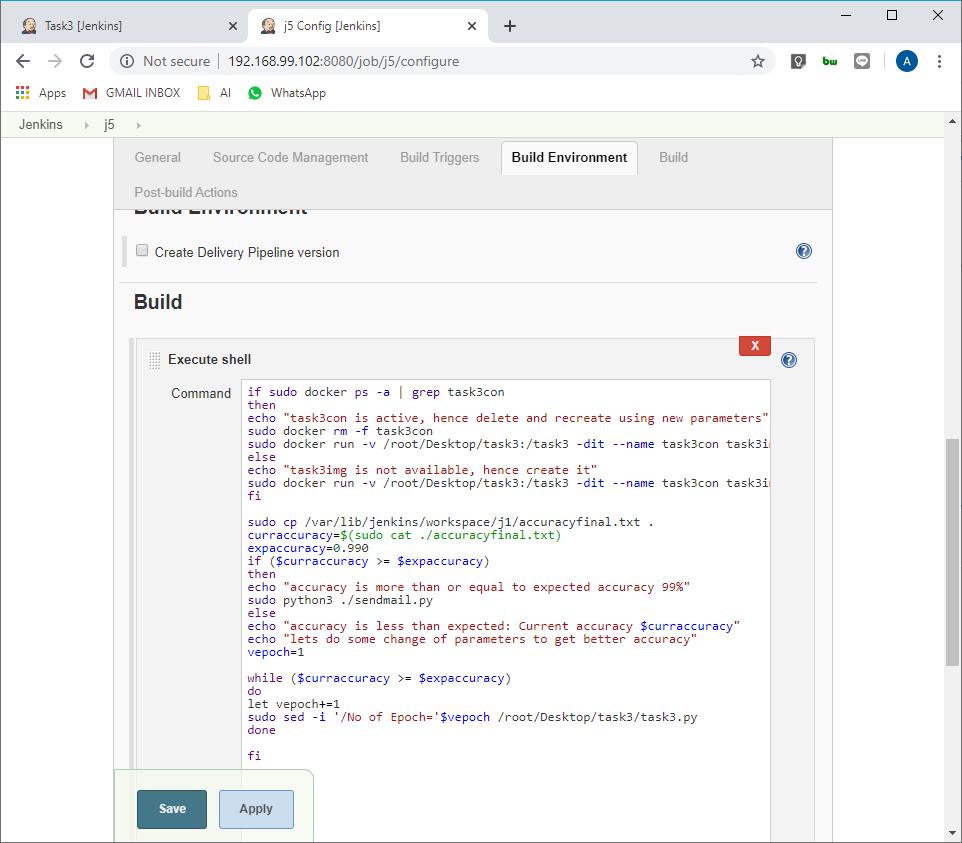 Task3 [Jenkins]
j5 Config [Jenkins]
Not secure
192.168.99.102:8080/job/j5/configure
bw
A
Apps
GMAIL INBOX
AI
WhatsApp
Jenkins
j5
General
Source Code Management
Build Triggers
Build Environment
Build
Post-build Actions
Build Environment
Create Delivery Pipeline version
?
Build
X
Execute shell
?
Command
if sudo docker ps -a | grep task3con
then
echo "task3con is active, hence delete and recreate using new parameters"
sudo docker rm -f task3con
sudo docker run -v /root/Desktop/task3:/task3 -dit --name task3con task3i
else
echo "task3img is not available, hence create it"
sudo docker run -v /root/Desktop/task3:/task3 -dit --name task3con task3i
fi
sudo cp /var/lib/jenkins/workspace/j1/accuracyfinal.txt .
curraccuracy=$(sudo cat ./accuracyfinal.txt)
expaccuracy=0.990
if ($curraccuracy >= $expaccuracy)
then
echo "accuracy is more than or equal to expected accuracy 99%"
sudo python3 ./sendmail.py
else
echo "accuracy is less than expected: Current accuracy $curraccuracy"
echo "lets do some change of parameters to get better accuracy"
vepoch=1
while ($curraccuracy >= $expaccuracy)
do
let vepoch+=1
sudo sed -i '/No of Epoch='$vepoch /root/Desktop/task3/task3.py
done
fi
Save
Apply